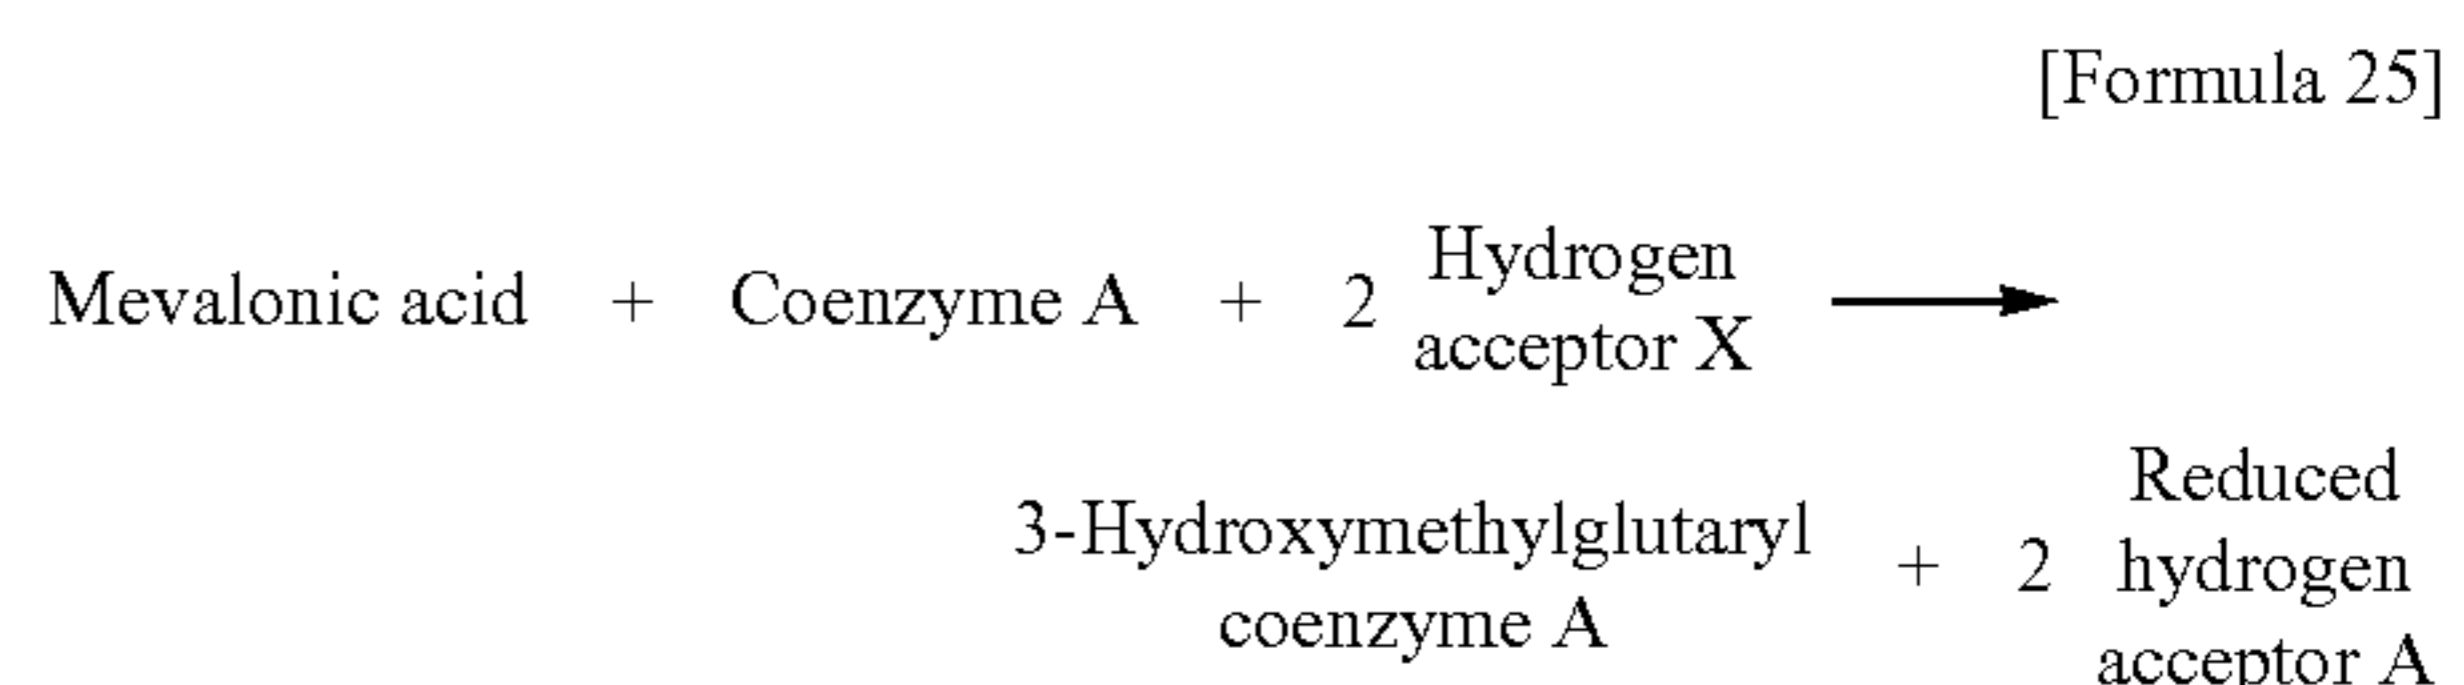 [Formula 25]
Mevalonic acid + Coenzyme A + 2 Hydrogen
acceptor X
3-Hydroxymethylglutaryl
coenzyme A
+ 2 Reduced
hydrogen
acceptor A